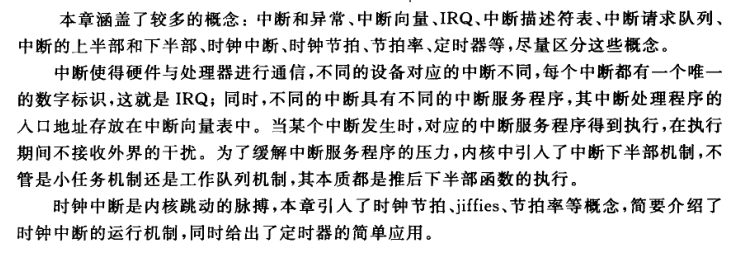 本章涵盖了较多的概念：中断和异常、中断向量、IRQ、中断描述符表、中断请求队列、
中断的上半部和下半部、时钟中断、时钟节拍、节拍率、定时器等，尽量区分这些概念。
中断使得硬件与处理器进行通信，不同的设备对应的中断不同，每个中断都有一个唯一
的数字标识，这就是 IRQ；同时，不同的中断具有不同的中断服务程序，其中断处理程序的
入口地址存放在中断向量表中。当某个中断发生时，对应的中断服务程序得到执行，在执行
期间不接收外界的干扰。为了缓解中断服务程序的压力，内核中引入了中断下半部机制，不
管是小任务机制还是工作队列机制，其本质都是推后下半部函数的执行。
时钟中断是内核跳动的脉搏，本章引入了时钟节拍、jiffies、节拍率等概念，简要介绍了
时钟中断的运行机制，同时给出了定时器的简单应用。